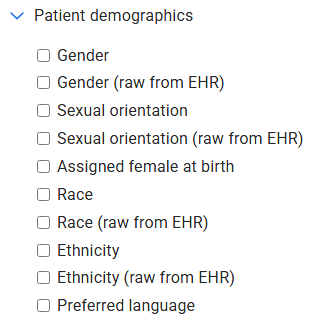 Patient demographics
Gender
Gender (raw from EHR)
Sexual orientation
Sexual orientation (raw from EHR)
Assigned female at birth
Race
Race (raw from EHR)
Ethnicity
Ethnicity (raw from EHR)
Preferred language